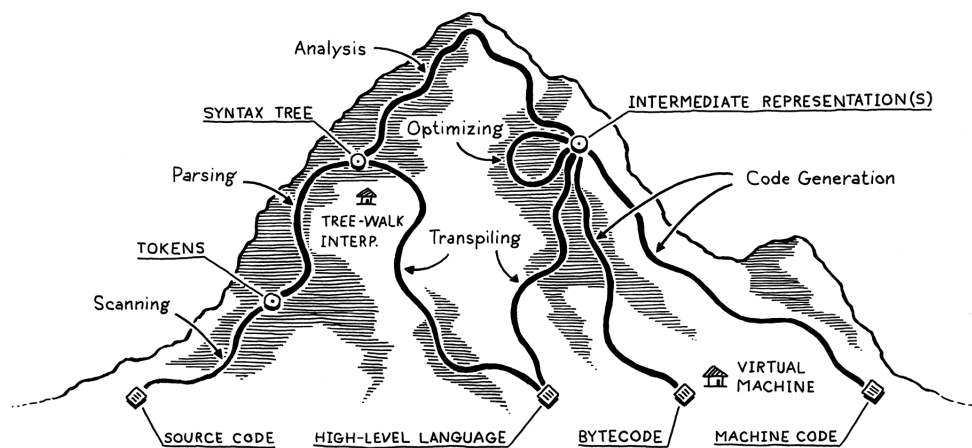 Analysis
INTERMEDIATE REPRESENTATION(S)
SYNTAX TREE
Optimizing
Parsing
Code Generation
TREE-WALK
INTERP.
Transpiling
TOKENS
Scanning
VIRTUAL
MACHINE
SOURCE CODE
HIGH-LEVEL LANGUAGE
BYTECODE
MACHINE CODE